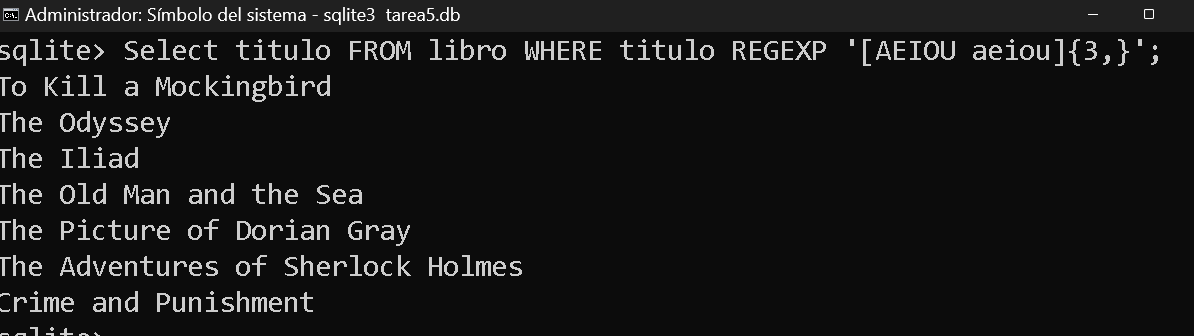 Administrador: Símbolo del sistema - sqlite3 tarea5.db
sqlite> Select titulo FROM libro WHERE titulo REGEXP '[AEIOU aeiou]{3,}';
To Kill a Mockingbird
The Odyssey
The Iliad
The Old Man and the Sea
The Picture of Dorian Gray
The Adventures of Sherlock Holmes
Crime and Punishment
sqlite>